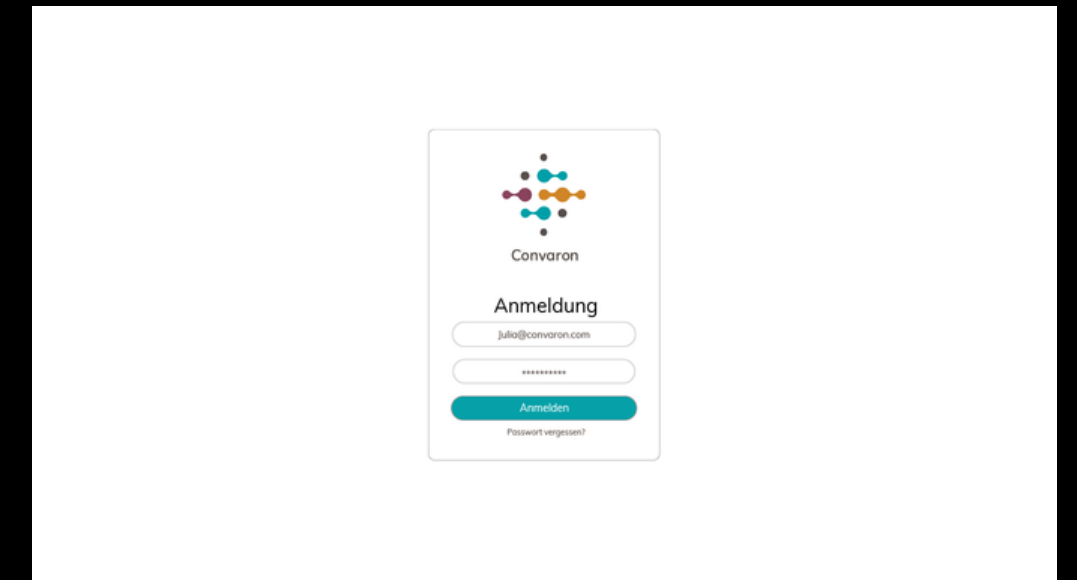 Convaron
Anmeldung
Julia@convaron.com
**********
Anmelden
Passwort vergessen?